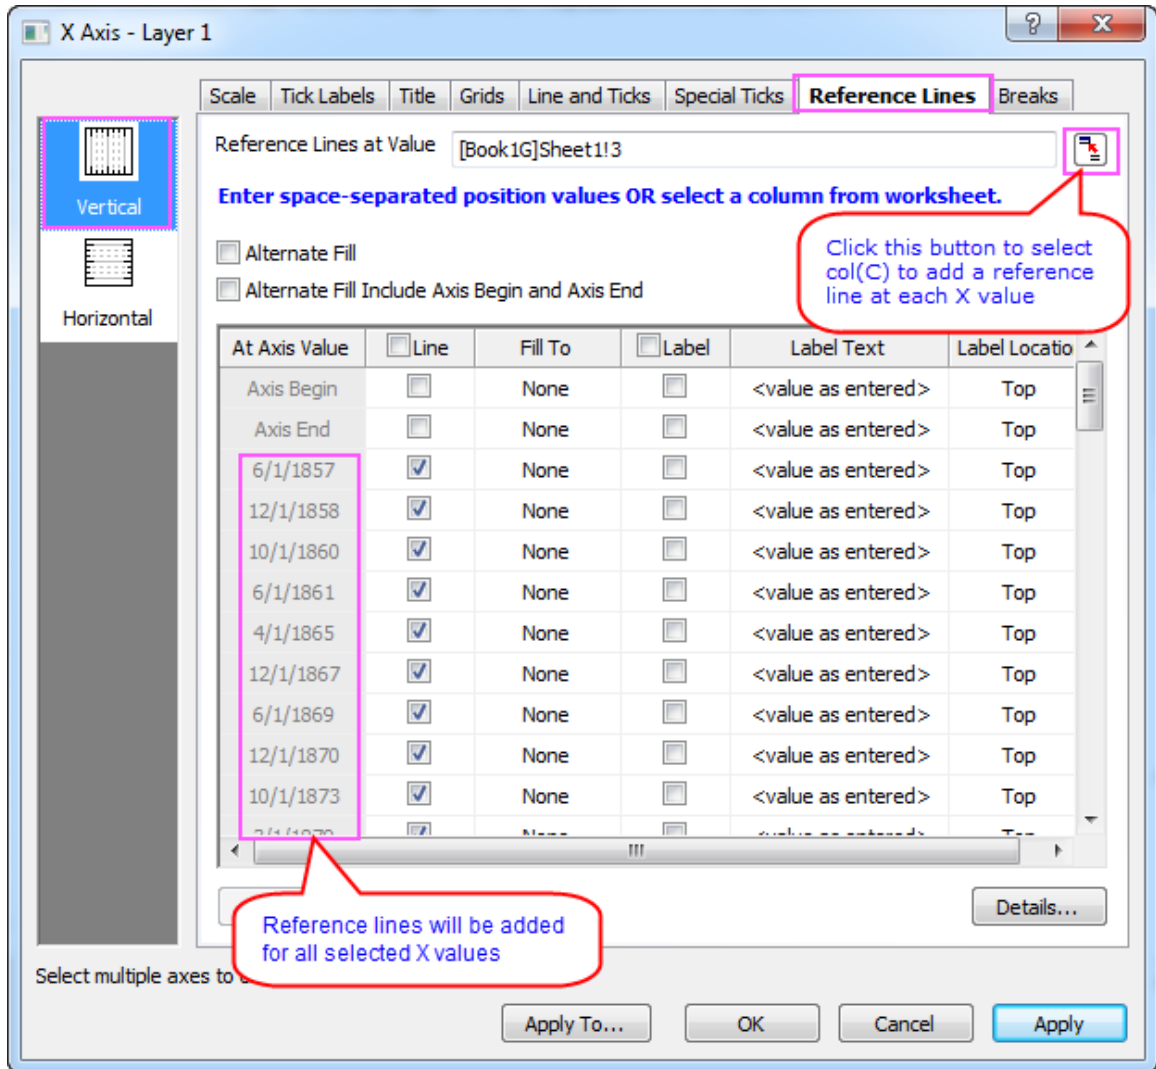 X Axis - Layer 1
Scale Tick Labels Title Grids Line and Ticks Special Ticks Reference Lines Breaks
Reference Lines at Value [Book1G]Sheet1!3
Enter space-separated position values OR select a column from worksheet.
Vertical
Horizontal
Alternate Fill
Alternate Fill Include Axis Begin and Axis End
Click this button to select
col(C) to add a reference
line at each X value
At Axis Value Line Fill To Label Label Text Label Locatio
Axis Begin None <value as entered> Top
Axis End None <value as entered> Top
6/1/1857 None <value as entered> Top
12/1/1858 None <value as entered> Top
10/1/1860 None <value as entered> Top
6/1/1861 None <value as entered> Top
4/1/1865 None <value as entered> Top
12/1/1867 None <value as entered> Top
6/1/1869 None <value as entered> Top
12/1/1870 None <value as entered> Top
10/1/1873 None <value as entered> Top
None <value as entered> Top
Reference lines will be added
for all selected X values
Details...
Select multiple axes to
Apply To... OK Cancel Apply